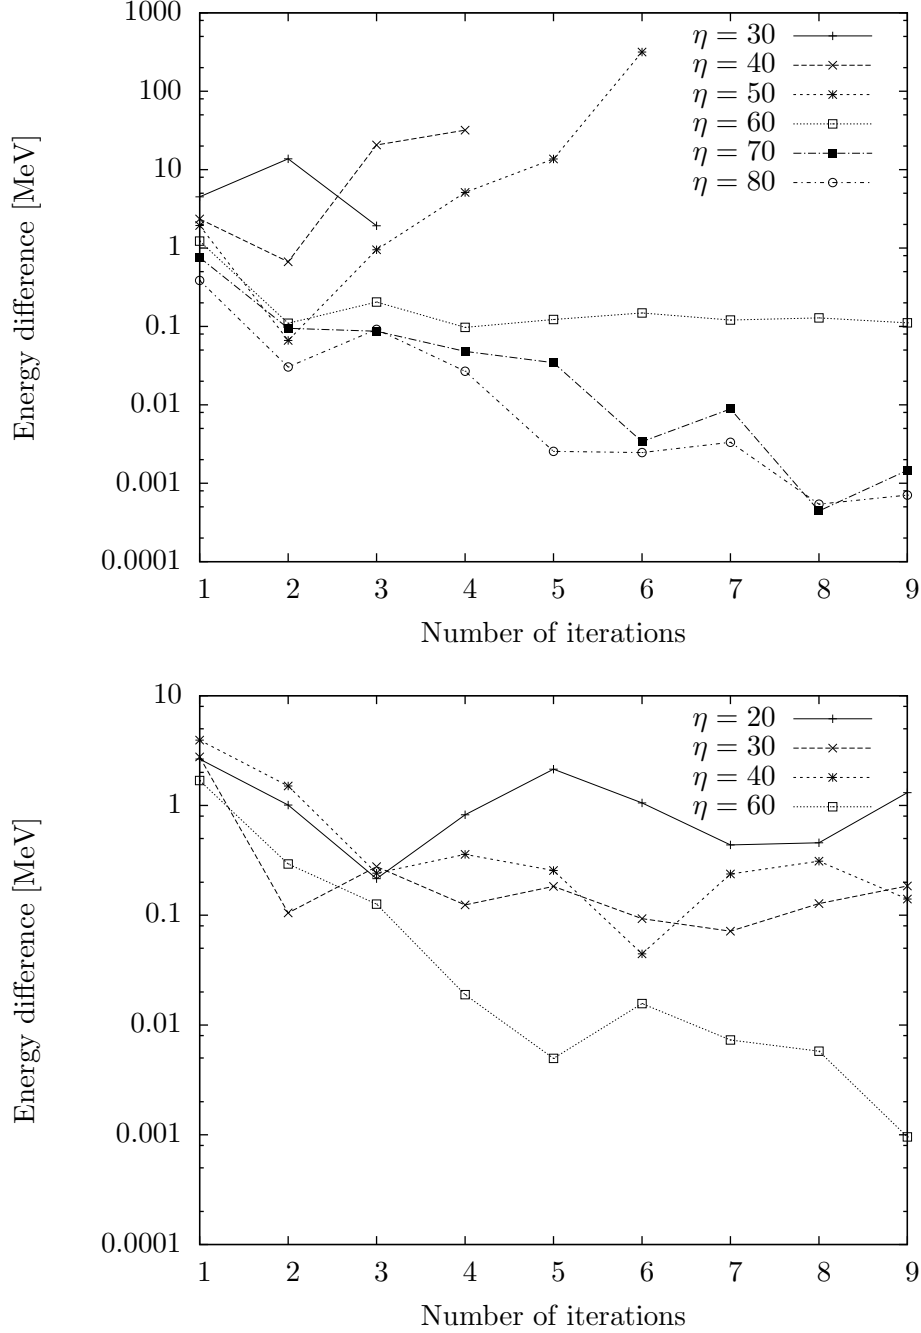 1000
100
10
1
0.1
0.01
0.001
0.0001
Energy difference [MeV]
η = 30
η = 40
η = 50
η = 60
η = 70
η = 80
1 2 3 4 5 6 7 8 9
Number of iterations
10
1
0.1
0.01
0.001
0.0001
Energy difference [MeV]
η = 20
η = 30
η = 40
η = 60
1 2 3 4 5 6 7 8 9
Number of iterations